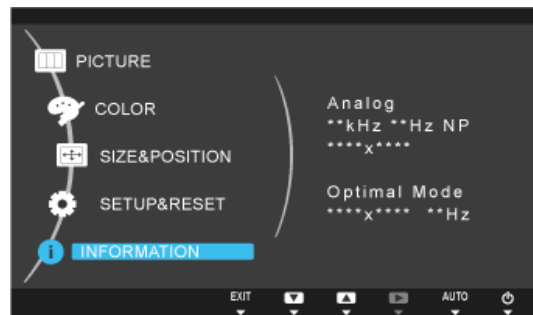 PICTURE
COLOR
SIZE&POSITION
SETUP&RESET
INFORMATION
Analog
**kHz **Hz NP
****x****
Optimal Mode
****x**** **Hz
EXIT
AUTO